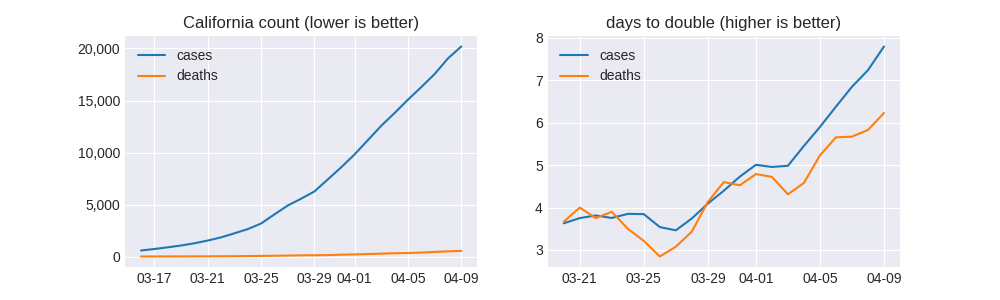 California count (lower is better)
cases
deaths
20,000
15,000
10,000
5,000
0
03-17 03-21 03-25 03-29 04-01 04-05 04-09
days to double (higher is better)
cases
deaths
8
7
6
5
4
3
03-21 03-25 03-29 04-01 04-05 04-09